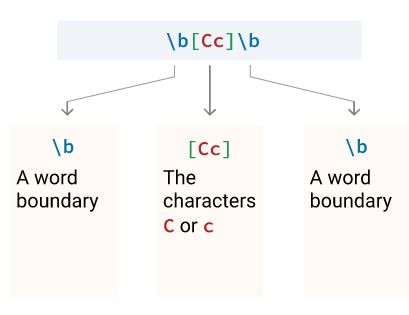 \b[Cc]\b
\b
A word
boundary
[Cc]
The
characters
C or c
\b
A word
boundary